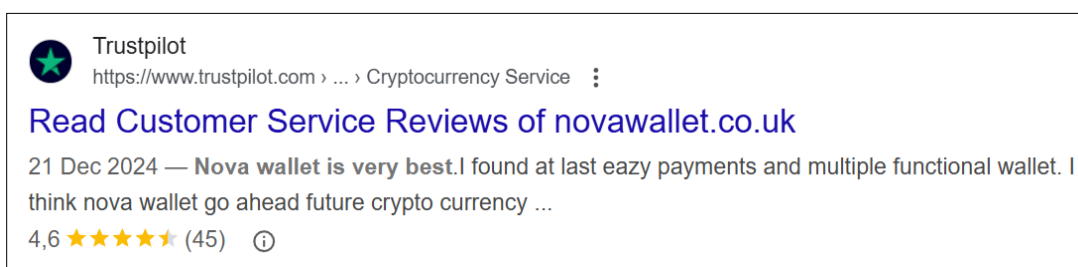 Trustpilot
https://www.trustpilot.com › ... › Cryptocurrency Service
Read Customer Service Reviews of novawallet.co.uk
21 Dec 2024 — Nova wallet is very best.I found at last eazy payments and multiple functional wallet. I
think nova wallet go ahead future crypto currency ...
4,6 (45)